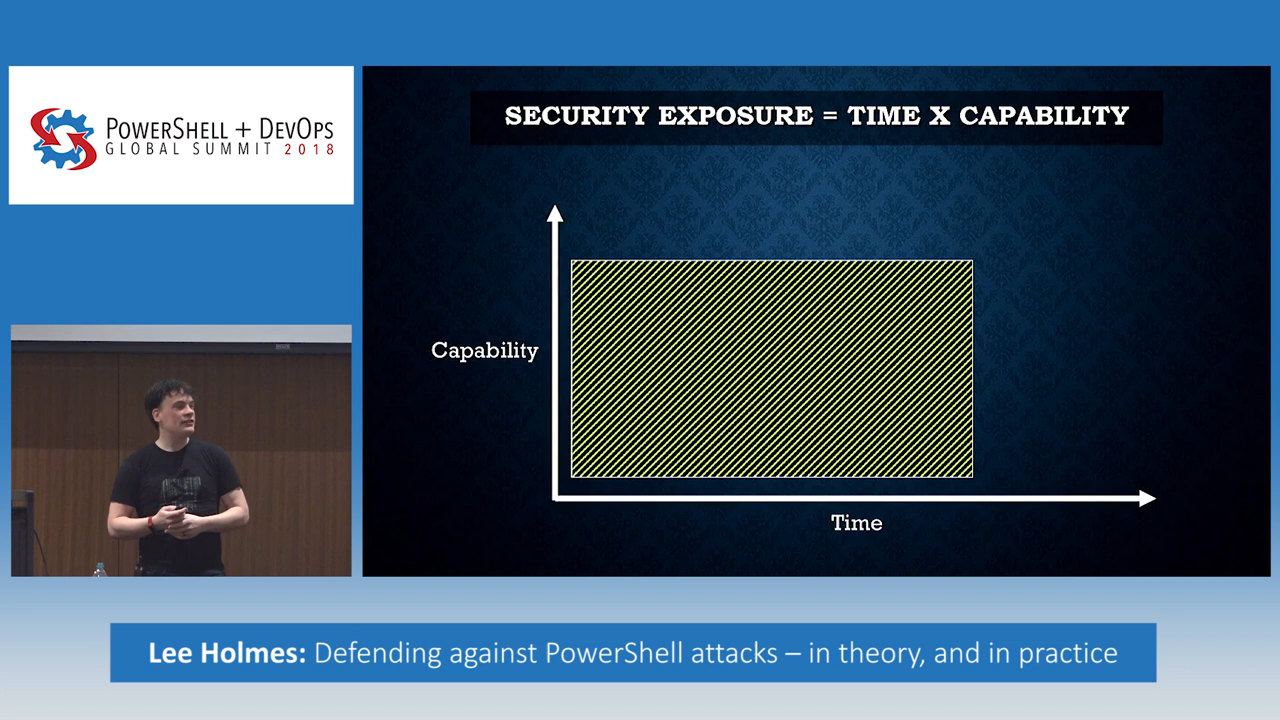 POWERSHELL + DEVOPS
GLOBAL SUMMIT 2018
SECURITY EXPOSURE = TIME X CAPABILITY
Capability
Time
Lee Holmes: Defending against PowerShell attacks – in theory, and in practice